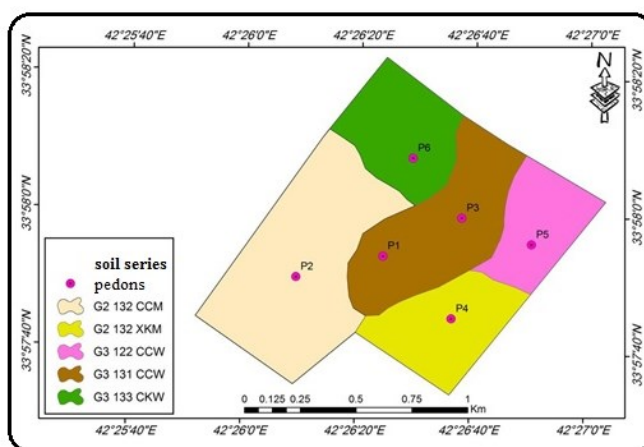 42°25'40"E 42°26'0"E 42°26'20"E 42°26'40"E 42°27'0"E
33°58'20"N
33°58'20"N
N
P6
P3
33°58'0"N
33°58'0"N
P5
P1
P2
soil series
pedons
G2 132 CCM
G2 132 XKM
G3 122 CCW
G3 131 CCW
G3 133 CKW
P4
33°57'40"N
33°57'40"N
0 0.125 0.25 0.5 0.75 1
Km
42°25'40"E 42°26'0"E 42°26'20"E 42°26'40"E 42°27'0"E